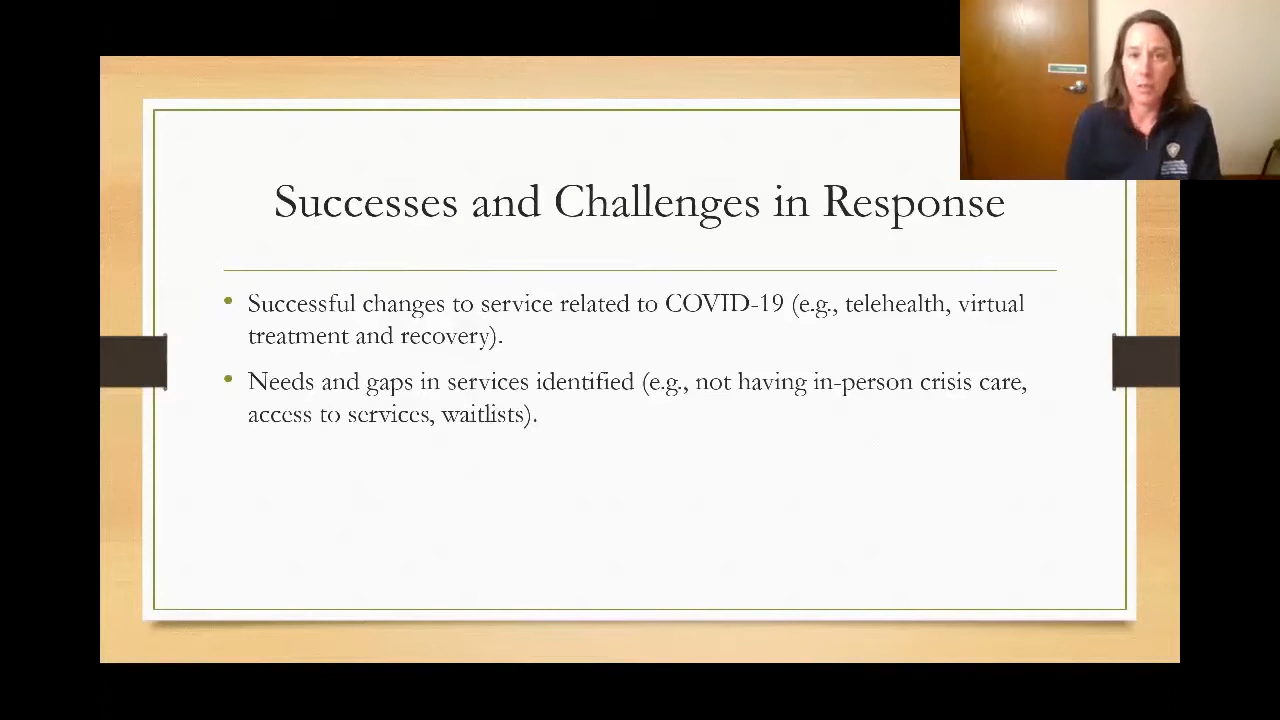 Successes and Challenges in Response
• Successful changes to service related to COVID-19 (e.g., telehealth, virtual
treatment and recovery).
• Needs and gaps in services identified (e.g., not having in-person crisis care,
access to services, waitlists).